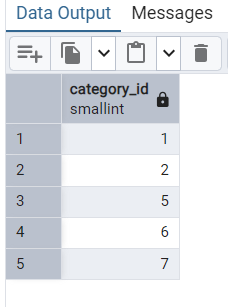 Data Output Messages
category_id
smallint
1 1
2 2
3 5
4 6
5 7